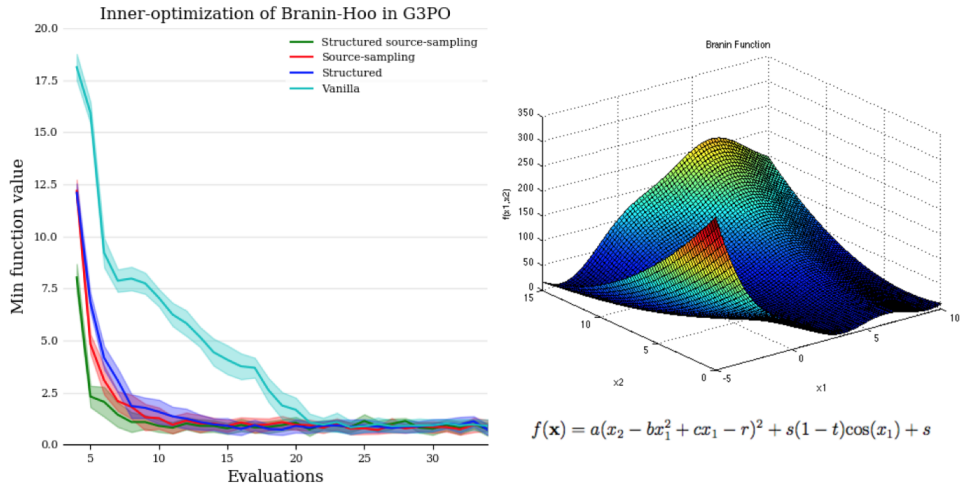 Inner-optimization of Branin-Hoo in G3PO
Min function value
20.0
17.5
15.0
12.5
10.0
7.5
5.0
2.5
0.0
5
10
15
20
25
30
Evaluations
Structured source-sampling
Source-sampling
Structured
Vanilla
Branin Function
f(x1,x2)
350
300
250
200
150
100
50
0
15
10
5
0
x2
-5
0
5
10
x1
f(x) = a(x₂ − bx₁² + cx₁ − r)² + s(1 − t)cos(x₁) + s